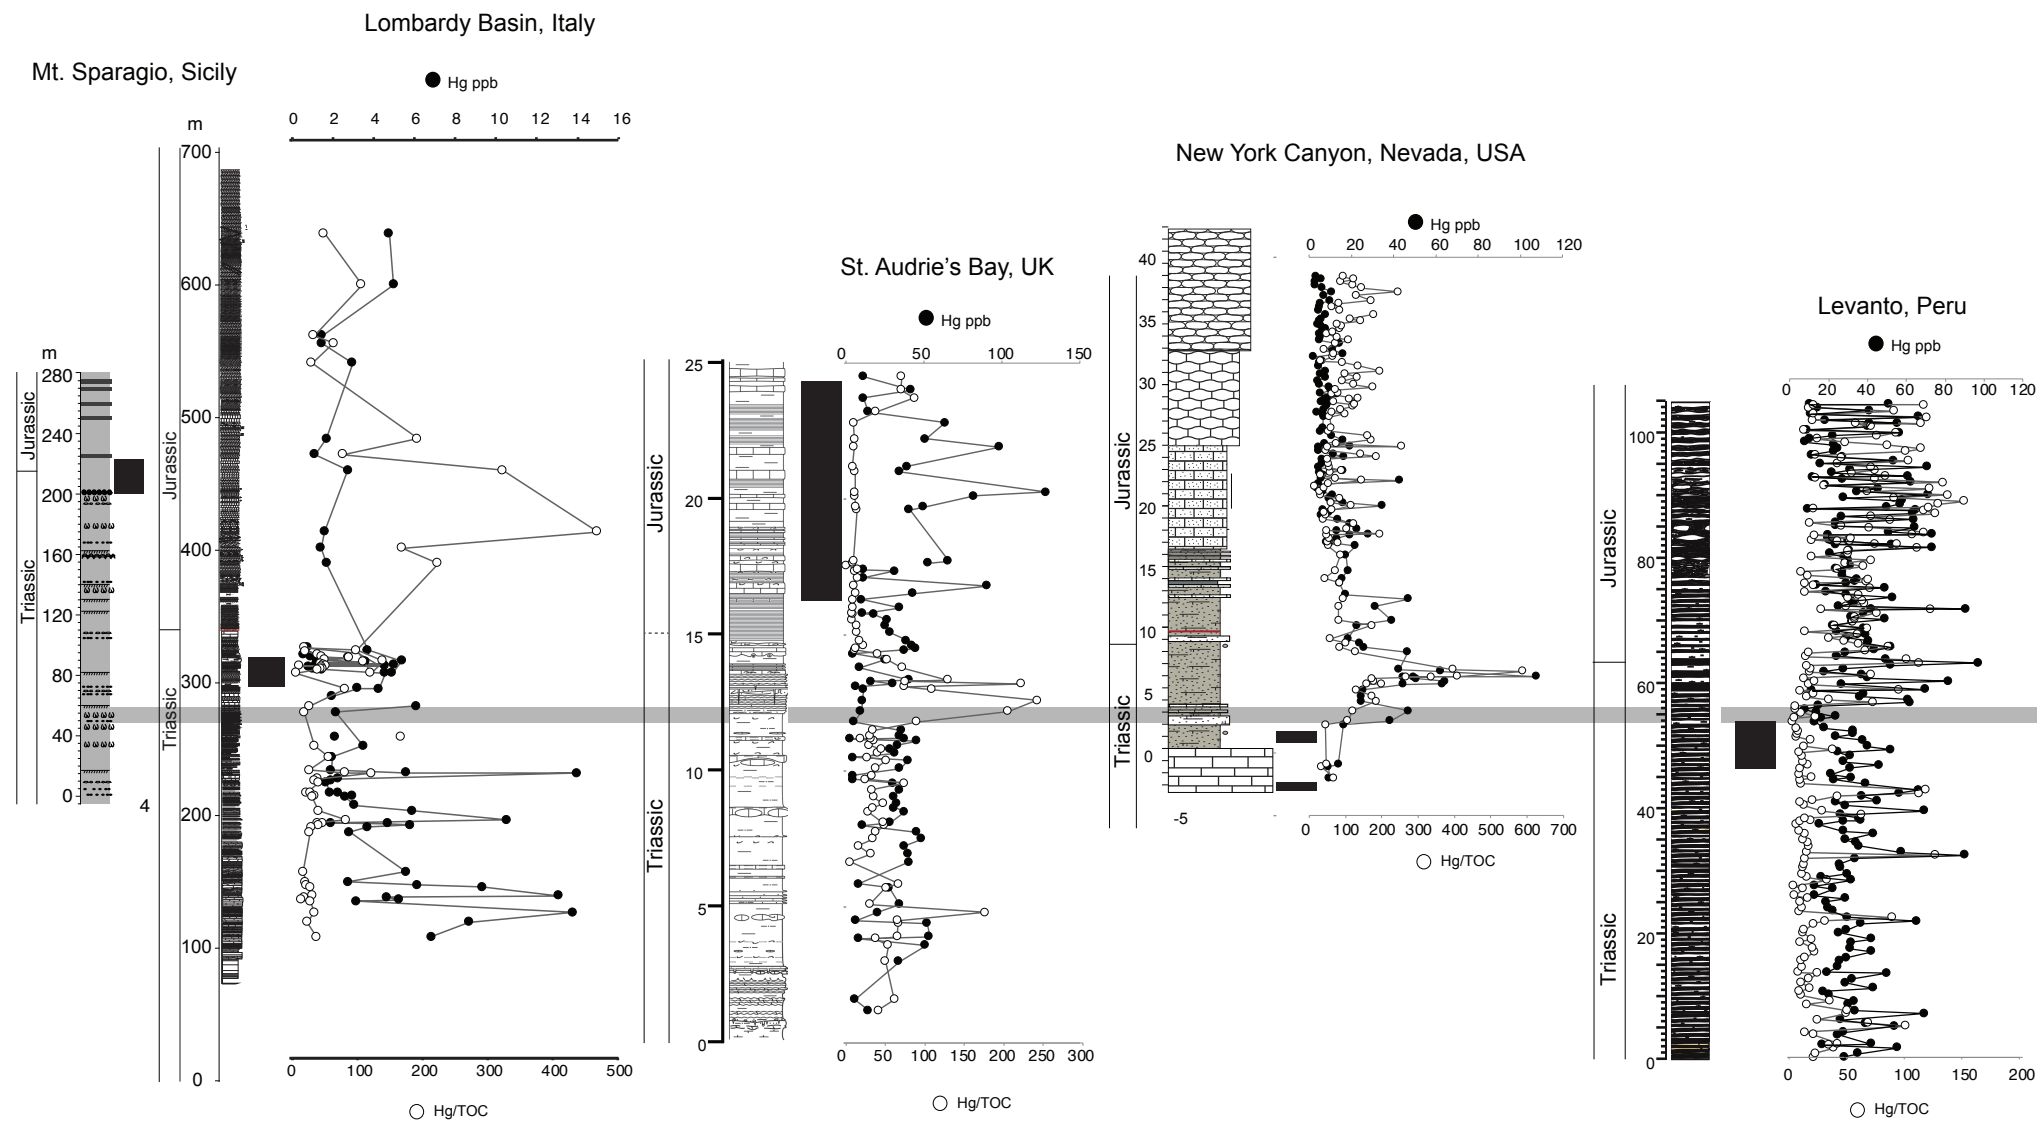 Lombardy Basin, Italy
Mt. Sparagio, Sicily
Hg ppb
0 2 4 6 8 10 12 14 16
m
700
600
500
400
300
200
100
0
Jurassic
Triassic
m
280
240
200
160
120
80
40
0
Jurassic
Triassic
4
0 100 200 300 400 500
Hg/TOC
St. Audrie's Bay, UK
Hg ppb
0 50 100 150
25
20
15
10
5
0
Jurassic
Triassic
0 50 100 150 200 250 300
Hg/TOC
New York Canyon, Nevada, USA
Hg ppb
0 20 40 60 80 100 120
40
35
30
25
20
15
10
5
0
-5
Jurassic
Triassic
0 100 200 300 400 500 600 700
Hg/TOC
Levanto, Peru
Hg ppb
0 20 40 60 80 100 120
100
80
60
40
20
0
Jurassic
Triassic
0 50 100 150 200
Hg/TOC